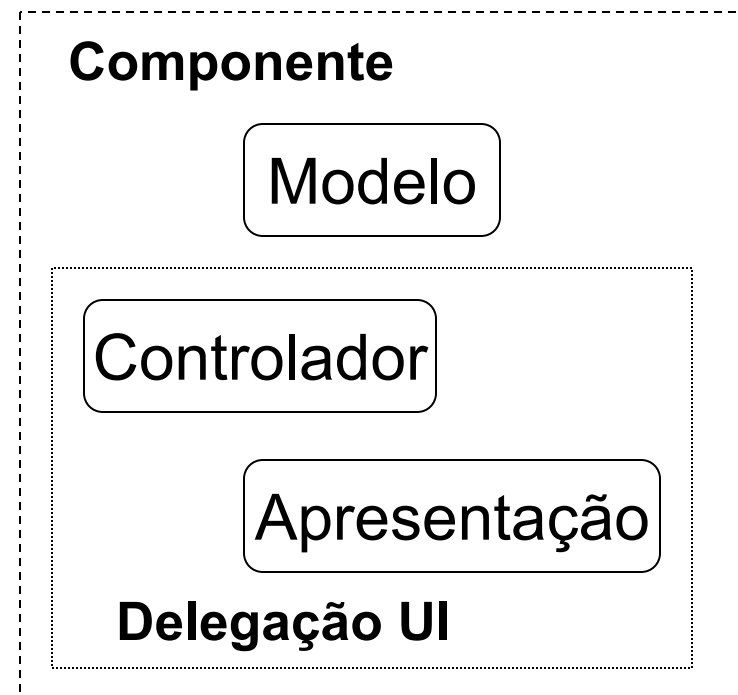 Componente
Modelo
Controlador
Apresentação
Delegação UI